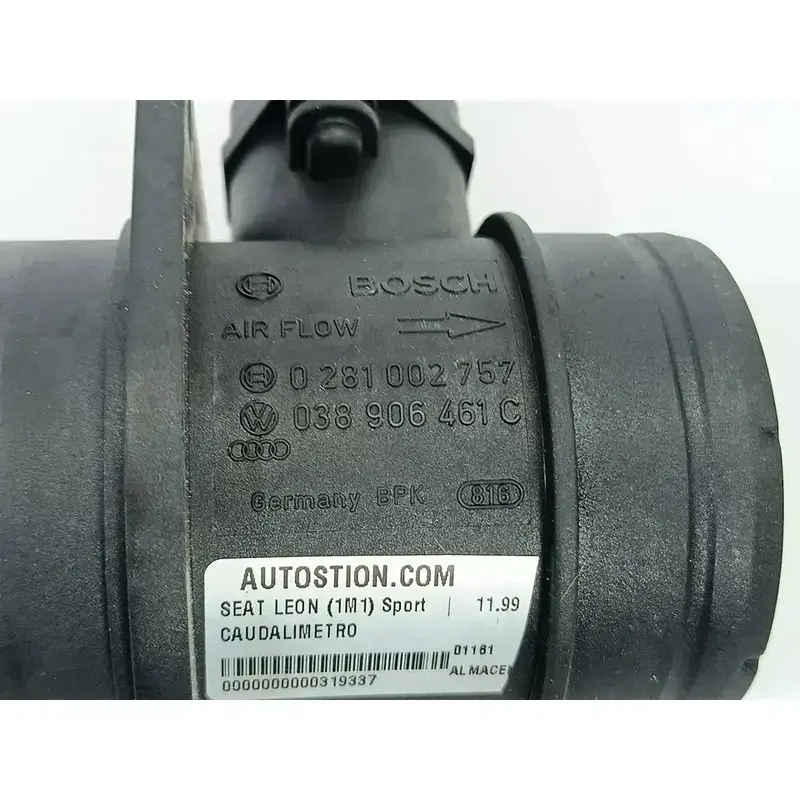 BOSCH
AIR FLOW
0 281 002 757
038 906 461 C
Germany BPK 816
AUTOSTION.COM
SEAT LEON (1M1) Sport | 11.99
CAUDALIMETRO
01161
0000000000319337 ALMACEN